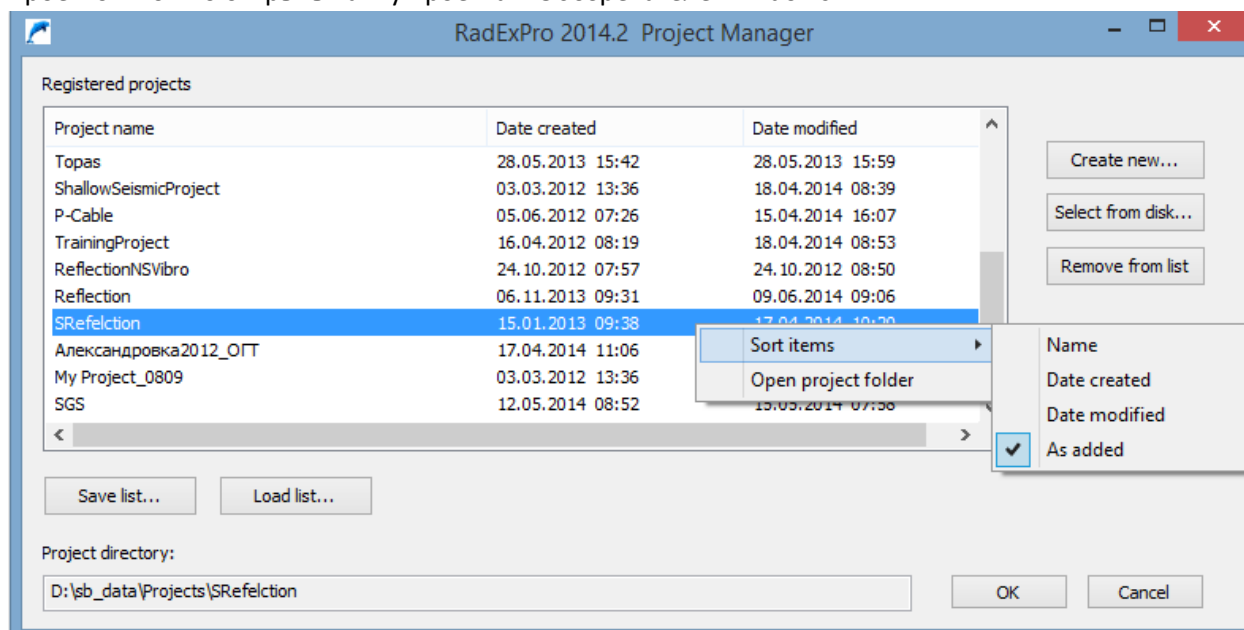 RadExPro 2014.2 Project Manager
Registered projects
Project name Date created Date modified
Topas 28.05.2013 15:42 28.05.2013 15:59
ShallowSeismicProject 03.03.2012 13:36 18.04.2014 08:39
P-Cable 05.06.2012 07:26 15.04.2014 16:07
TrainingProject 16.04.2012 08:19 18.04.2014 08:53
ReflectionNSVibro 24.10.2012 07:57 24.10.2012 08:50
Reflection 06.11.2013 09:31 09.06.2014 09:06
SRefelction 15.01.2013 09:38
Александровка2012_ОГТ 17.04.2014 11:06
My Project_0809 03.03.2012 13:36
SGS 12.05.2014 08:52
Create new...
Select from disk...
Remove from list
Sort items
Open project folder
Name
Date created
Date modified
As added
Save list... Load list...
Project directory:
D:\sb_data\Projects\SRefelction
OK Cancel